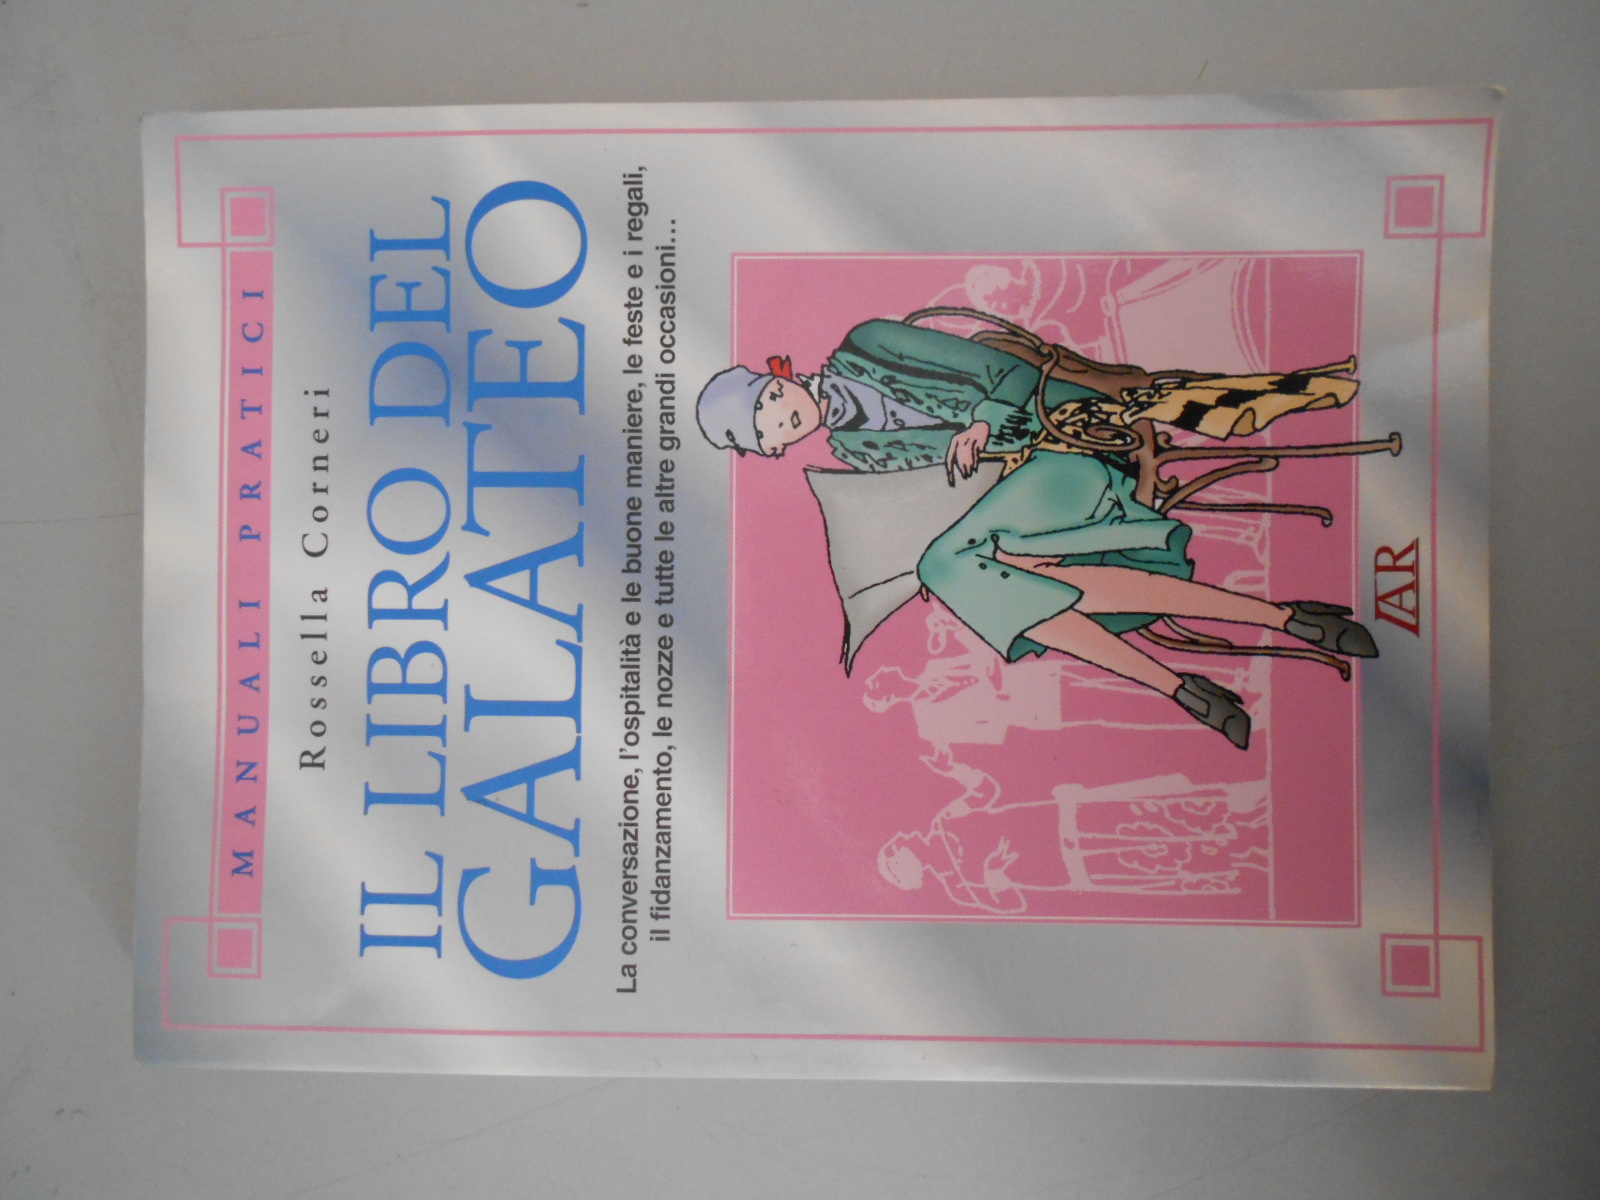 MANUALI PRATICI
Rossella Corneri
IL LIBRO DEL
GALATEO
La conversazione, l'ospitalità e le buone maniere, le feste e i regali,
il fidanzamento, le nozze e tutte le altre grandi occasioni...